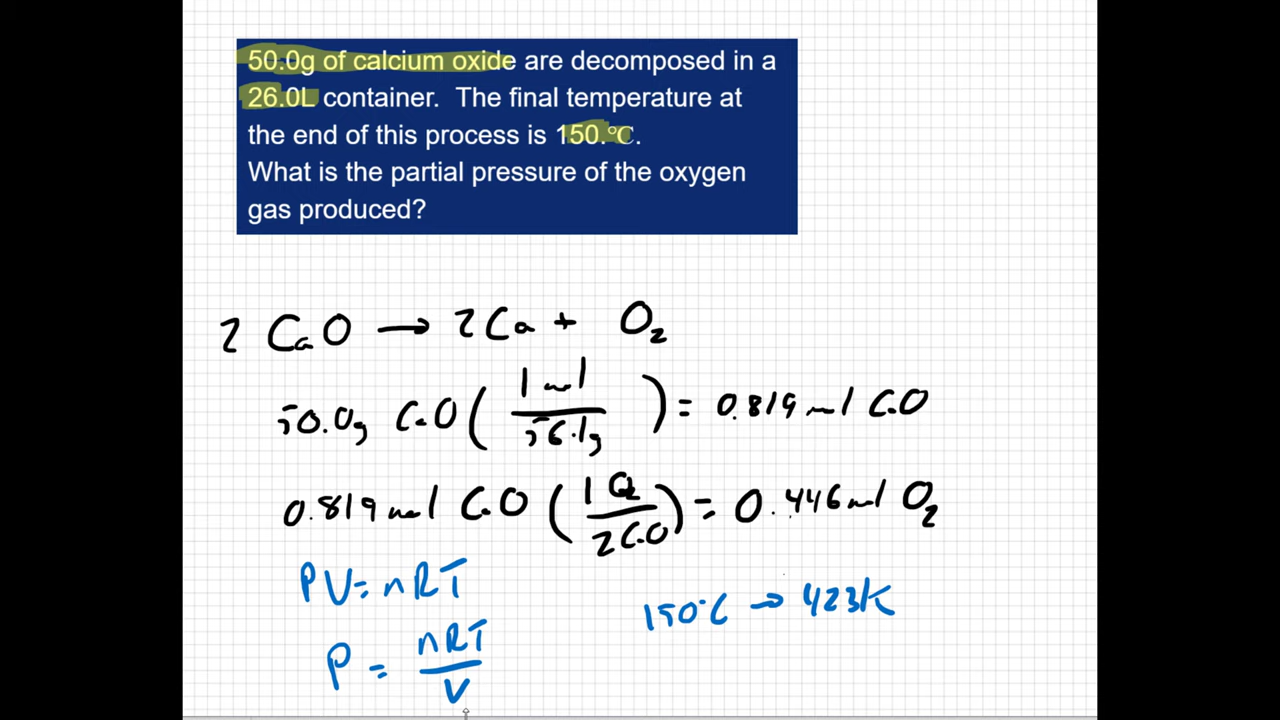 50.0g of calcium oxide are decomposed in a
26.0L container. The final temperature at
the end of this process is 150.°C.
What is the partial pressure of the oxygen
gas produced?
2 CaO → 2Ca + O₂
50.0g CaO ( 1 mol / 56.1g ) = 0.819 mol CaO
0.819 mol CaO ( 1 O₂ / 2 CaO ) = 0.446 mol O₂
PV = nRT
150°C → 423K
P = nRT / V